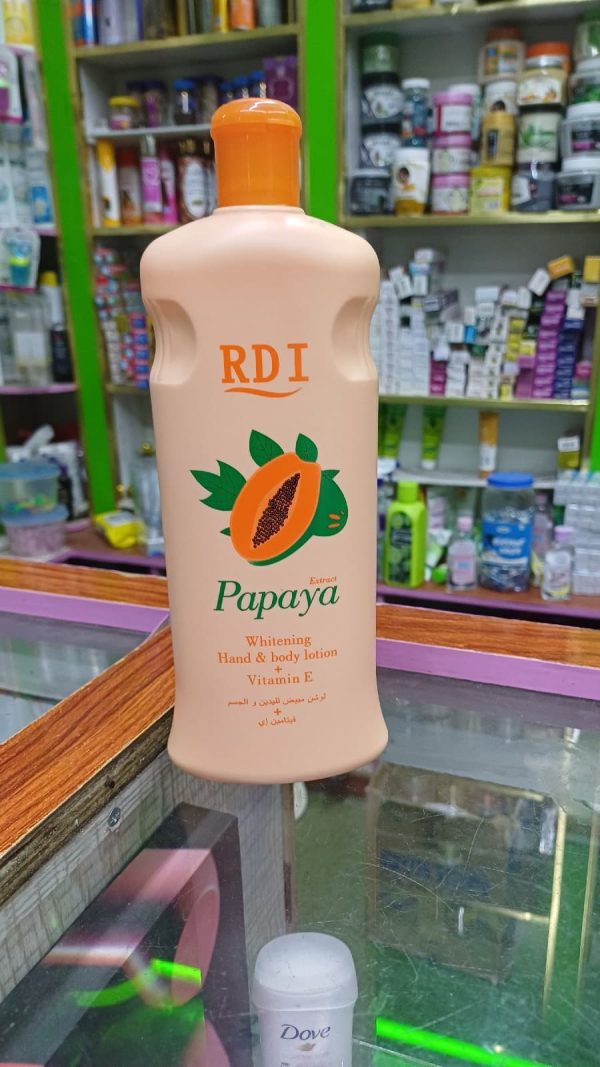 RDI
Extract
Papaya
Whitening
Hand & body lotion
+
Vitamin E
لوشن مبيض لليدين و الجسم
+
فيتامين إي
Dove